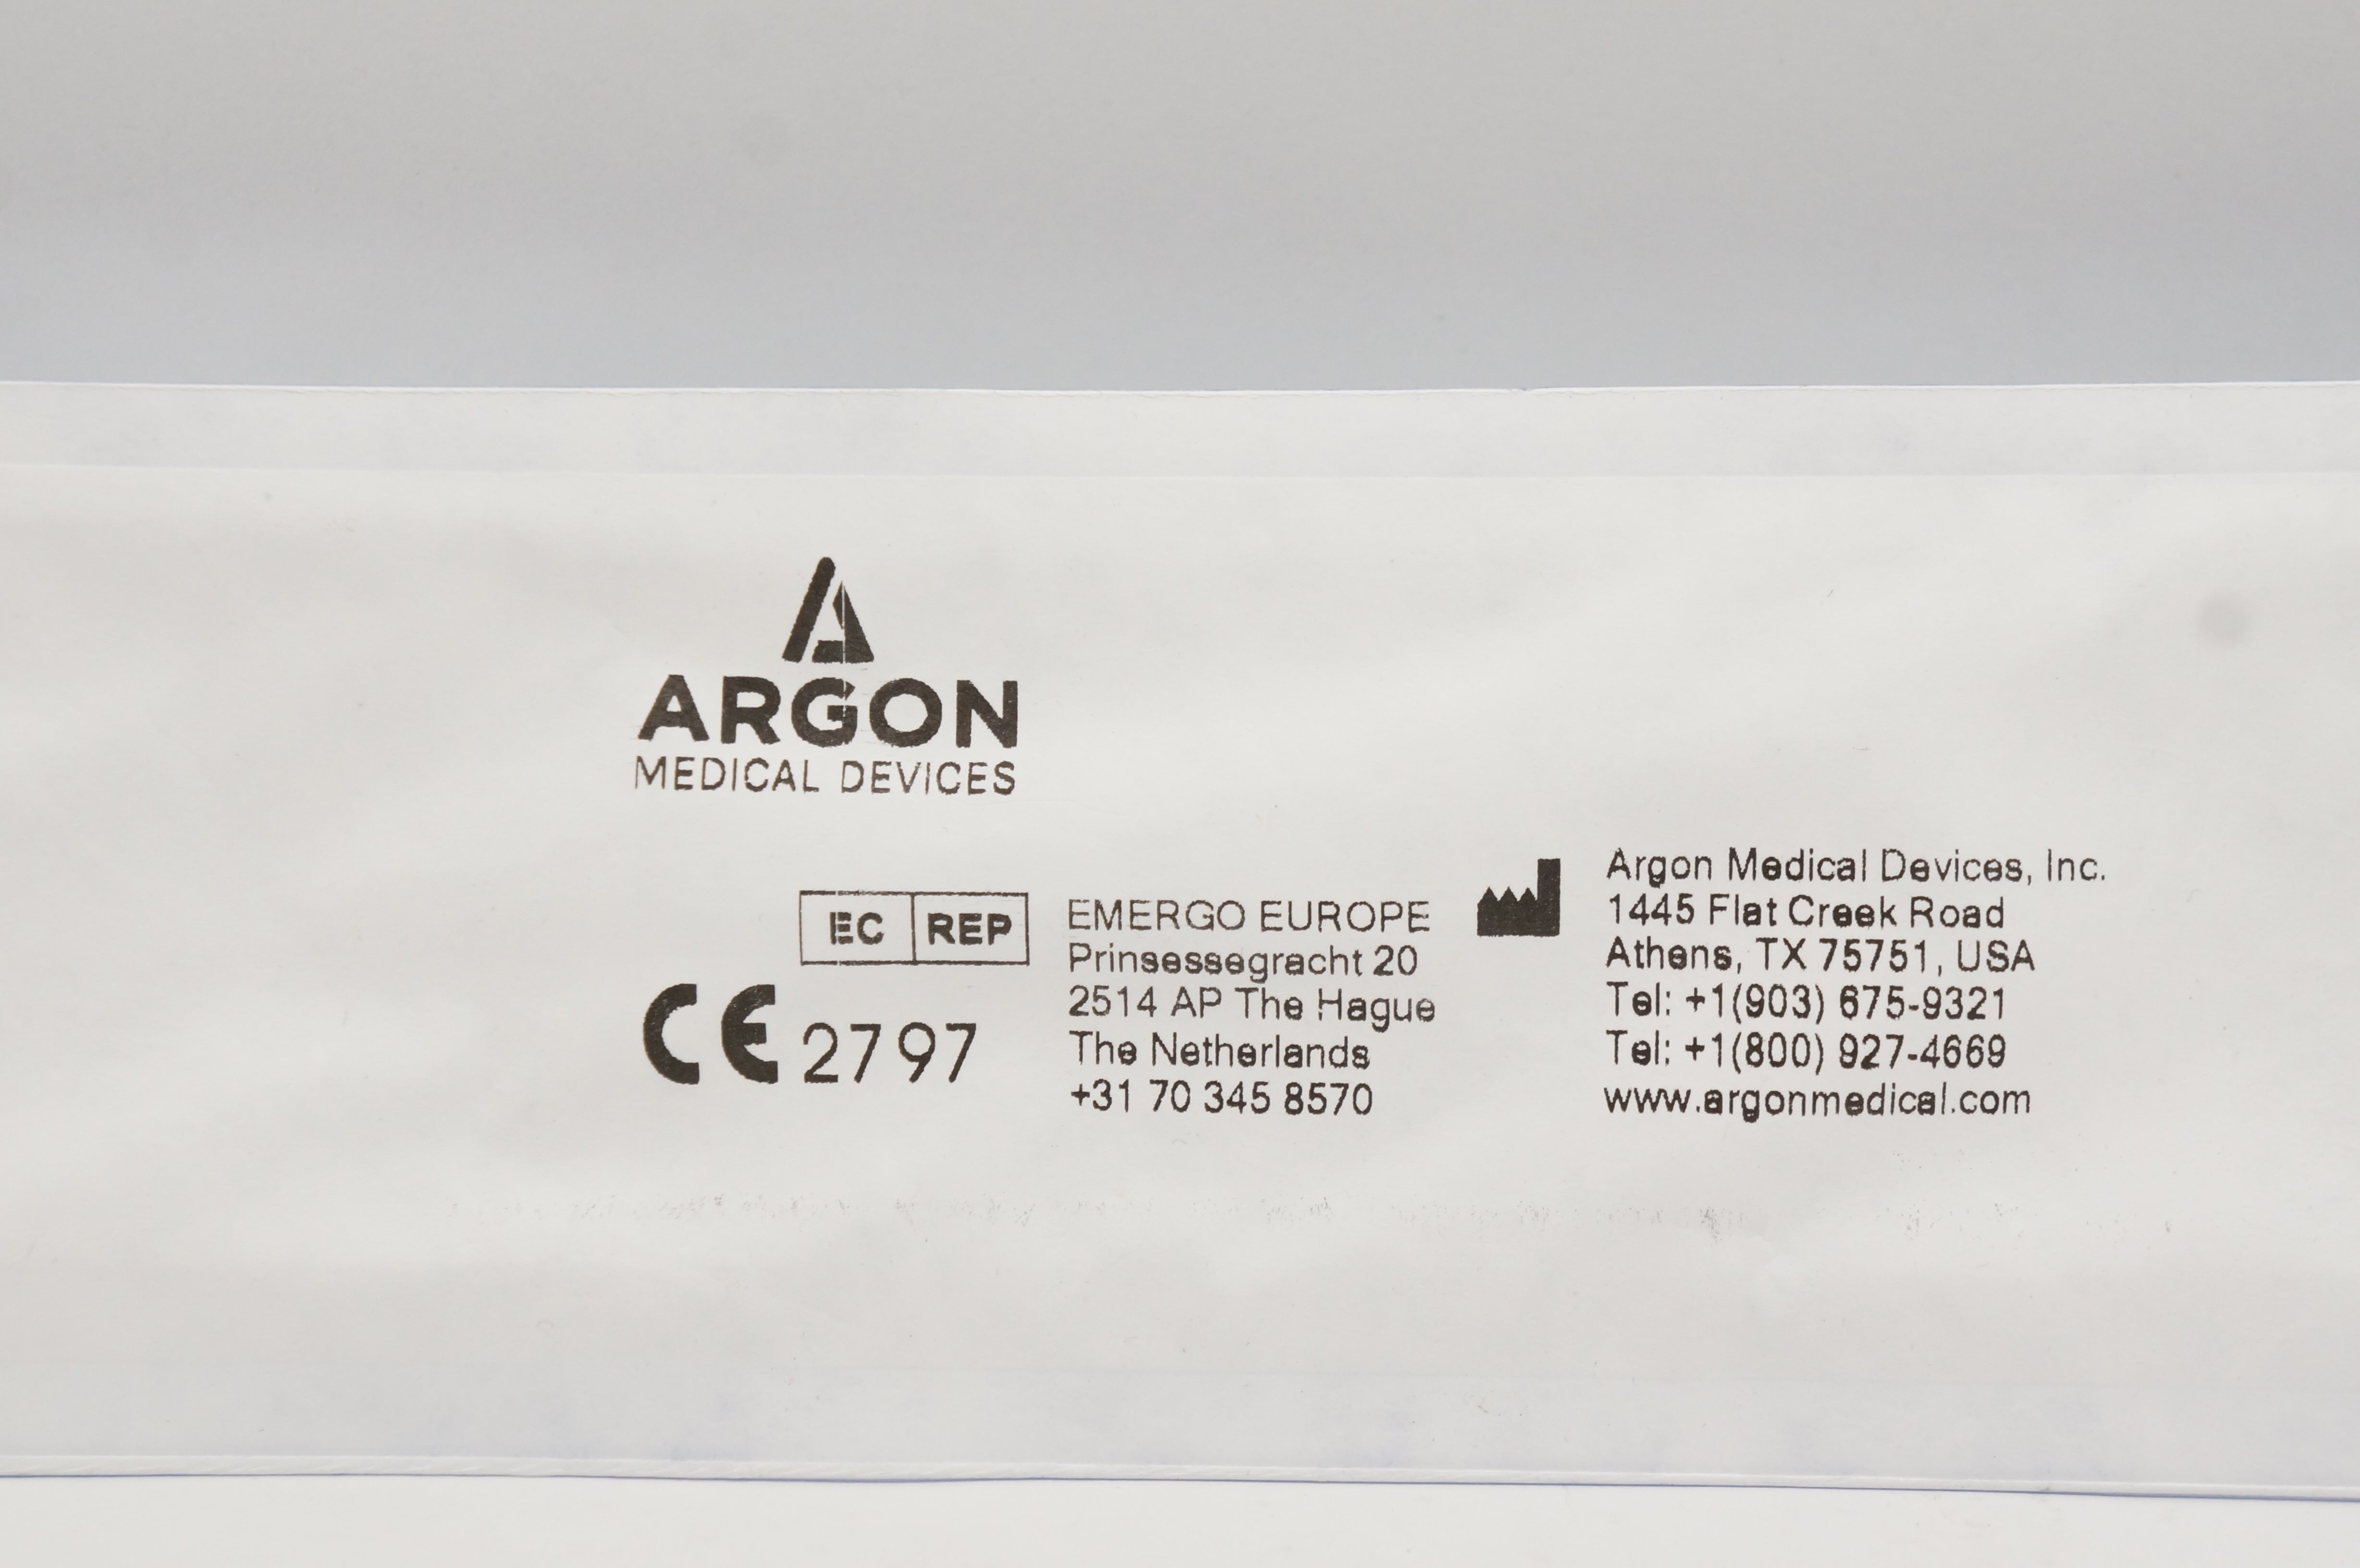 ARGON
MEDICAL DEVICES
EC REP
CE 2797
EMERGO EUROPE
Prinsessegracht 20
2514 AP The Hague
The Netherlands
+31 70 345 8570
Argon Medical Devices, Inc.
1445 Flat Creek Road
Athens, TX 75751, USA
Tel: +1(903) 675-9321
Tel: +1(800) 927-4669
www.argonmedical.com